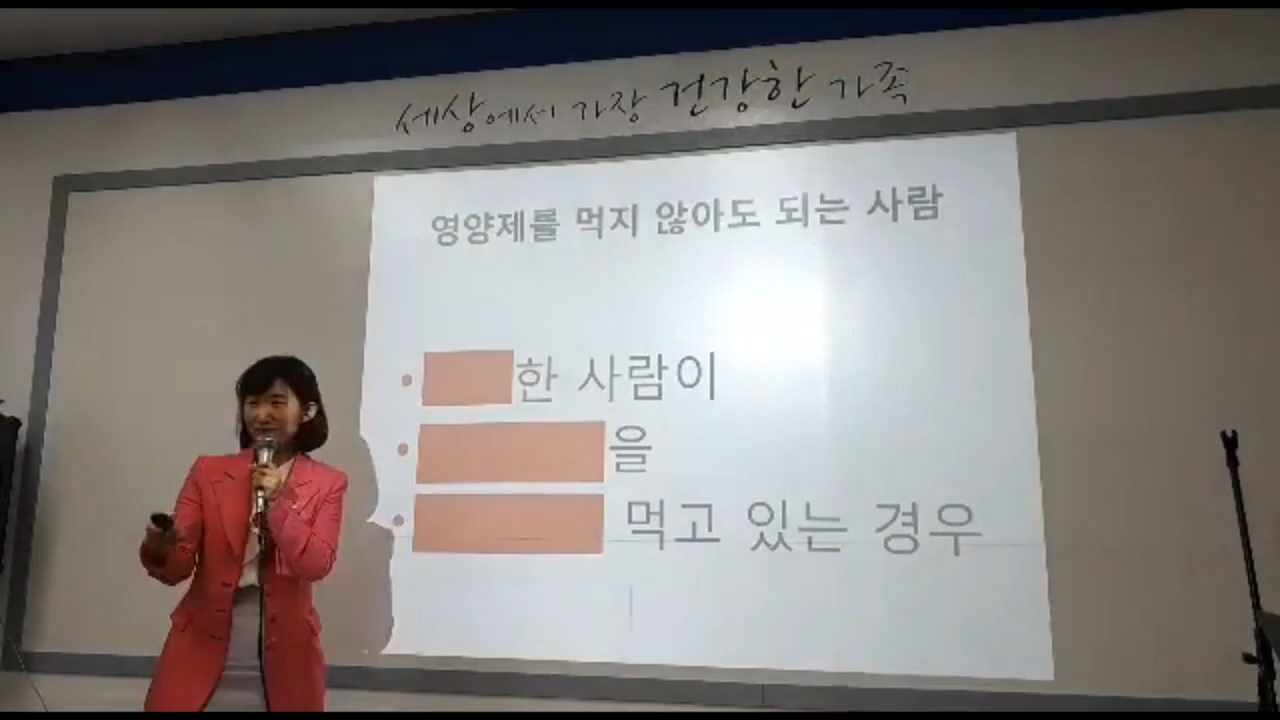 세상에서 가장 건강한 가족
영양제를 먹지 않아도 되는 사람
• 한 사람이
• 을
• 먹고 있는 경우